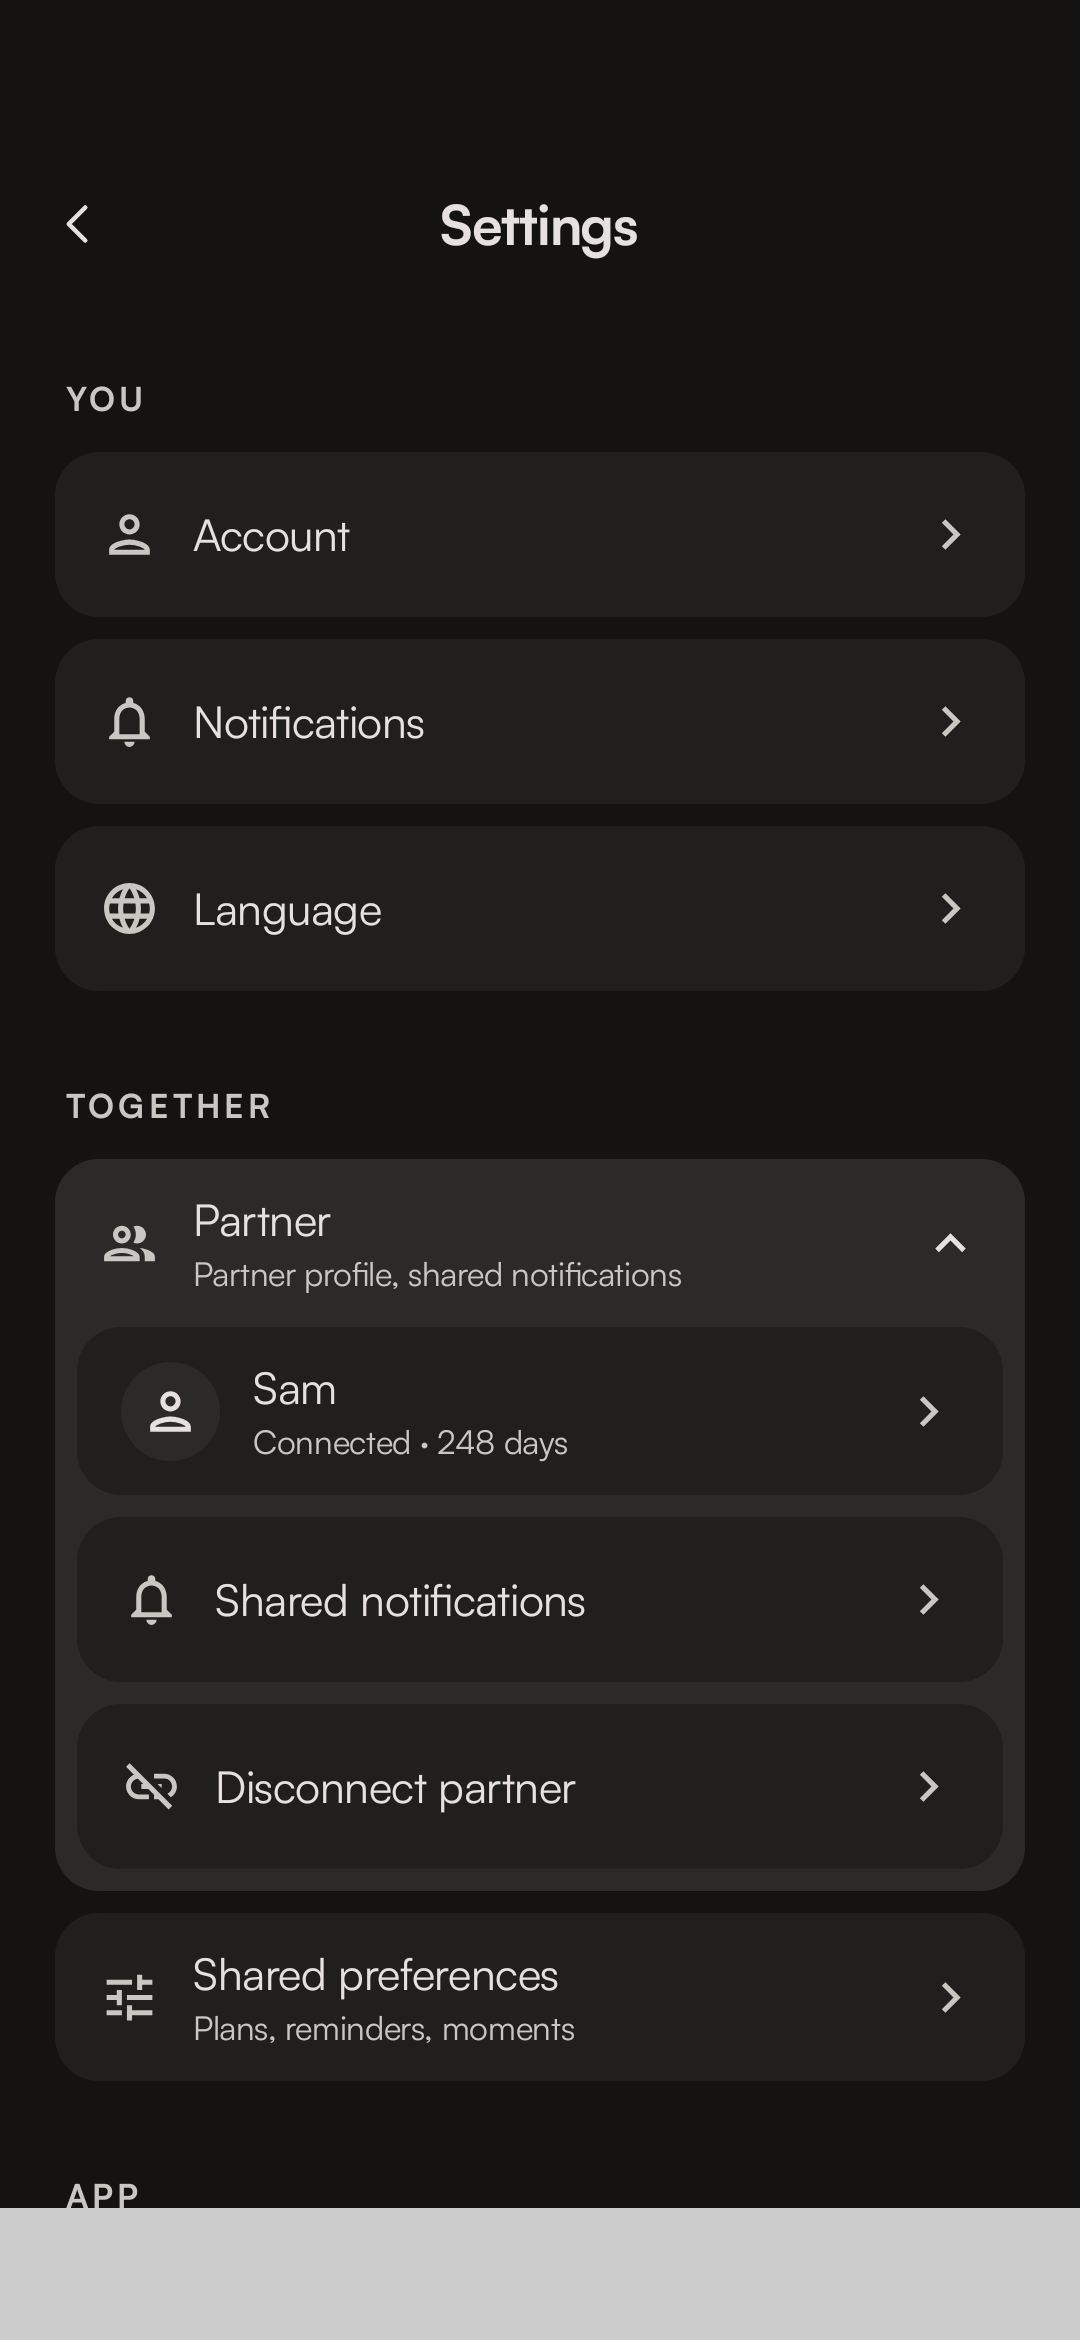 Settings
YOU
Account
Notifications
Language
TOGETHER
Partner
Partner profile, shared notifications
Sam
Connected · 248 days
Shared notifications
Disconnect partner
Shared preferences
Plans, reminders, moments
APP